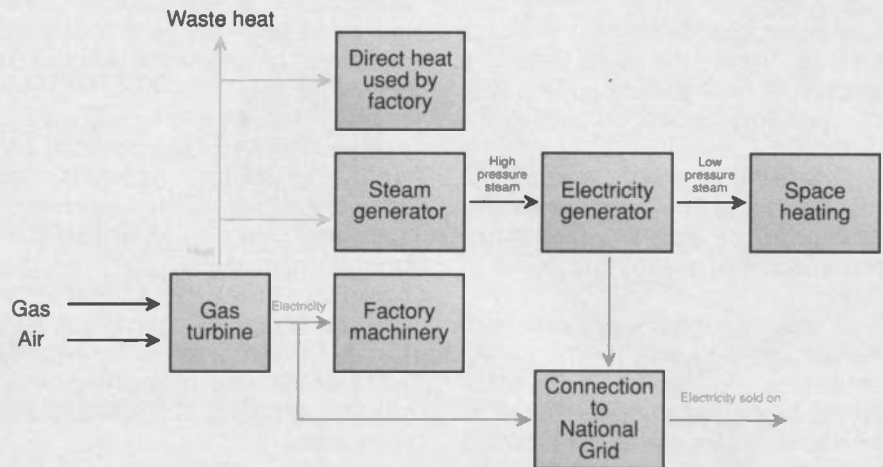 Waste heat
Direct heat
used by
factory
Steam
generator
High
pressure
steam
Electricity
generator
Low
pressure
steam
Space
heating
Gas
Air
Gas
turbine
Electricity
Factory
machinery
Connection
to
National
Grid
Electricity sold on